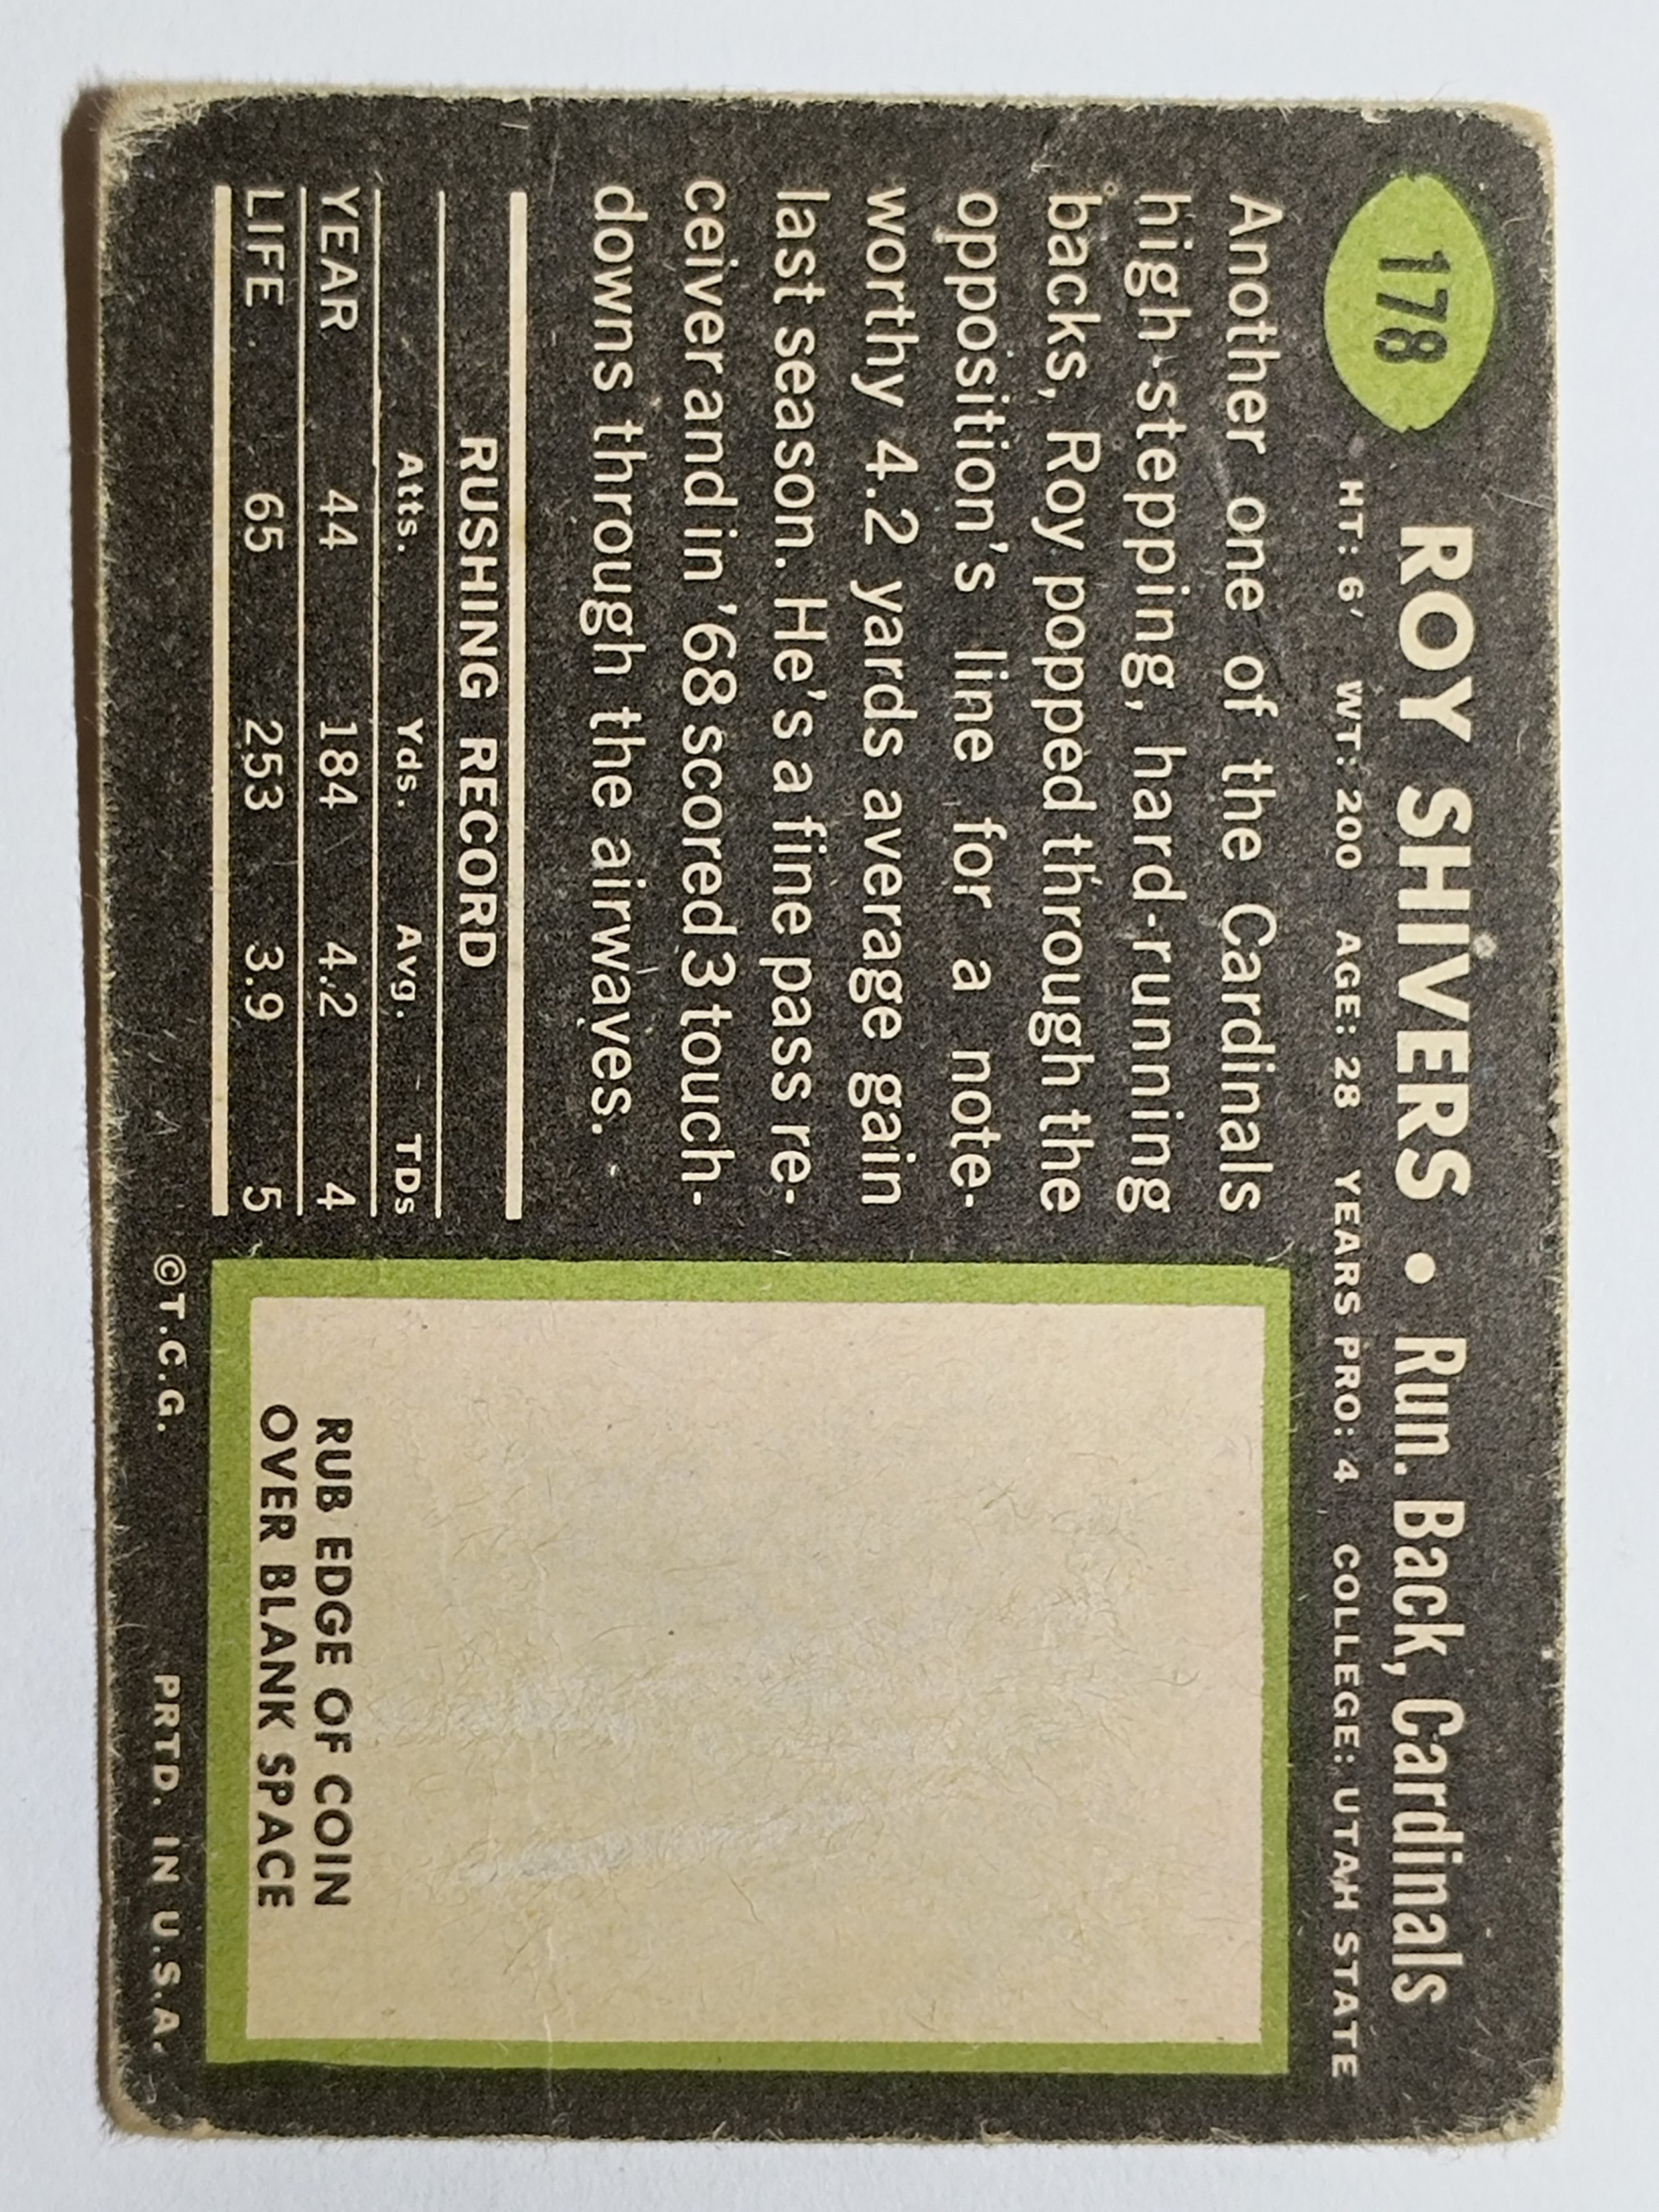 178
ROY SHIVERS • Run. Back, Cardinals
HT: 6′ WT: 200 AGE: 28 YEARS PRO: 4 COLLEGE: UTAH STATE
Another one of the Cardinals
high-stepping, hard-running
backs, Roy popped through the
opposition's line for a note-
worthy 4.2 yards average gain
last season. He's a fine pass re-
ceiver and in '68 scored 3 touch-
downs through the airwaves.
RUSHING RECORD
Atts. Yds. Avg. TDs
YEAR 44 184 4.2 4
LIFE 65 253 3.9 5
RUB EDGE OF COIN
OVER BLANK SPACE
©T.C.G. PRTD. IN U.S.A.